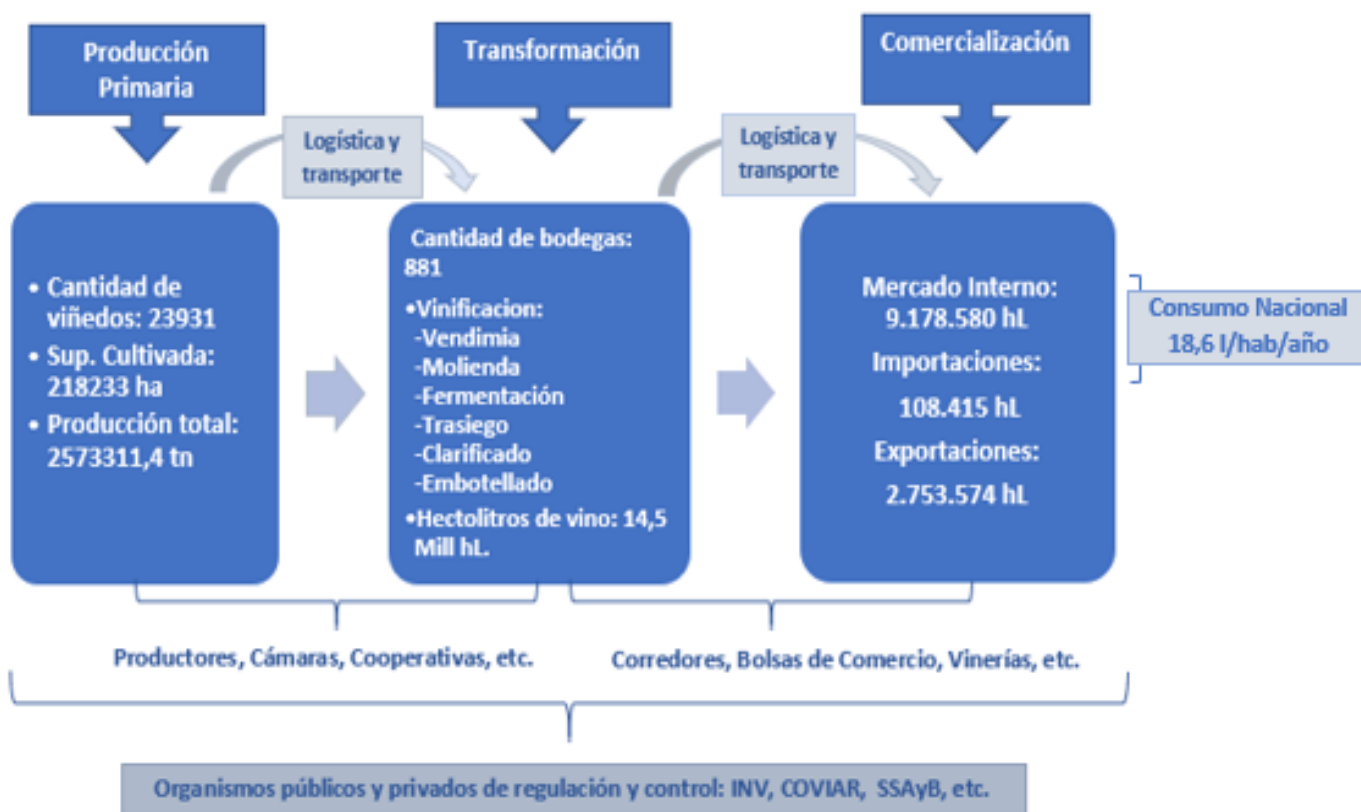 Producción
Primaria
Transformación
Comercialización
Logística y
transporte
Logística y
transporte
• Cantidad de
viñedos: 23931
• Sup. Cultivada:
218233 ha
• Producción total:
2573311,4 tn
Cantidad de bodegas:
881
•Vinificacion:
-Vendimia
-Molienda
-Fermentación
-Trasiego
-Clarificado
-Embotellado
•Hectolitros de vino: 14,5
Mill hL.
Mercado Interno:
9.178.580 hL
Importaciones:
108.415 hL
Exportaciones:
2.753.574 hL
Consumo Nacional
18,6 l/hab/año
Productores, Cámaras, Cooperativas, etc.
Corredores, Bolsas de Comercio, Vinerías, etc.
Organismos públicos y privados de regulación y control: INV, COVIAR, SSAyB, etc.